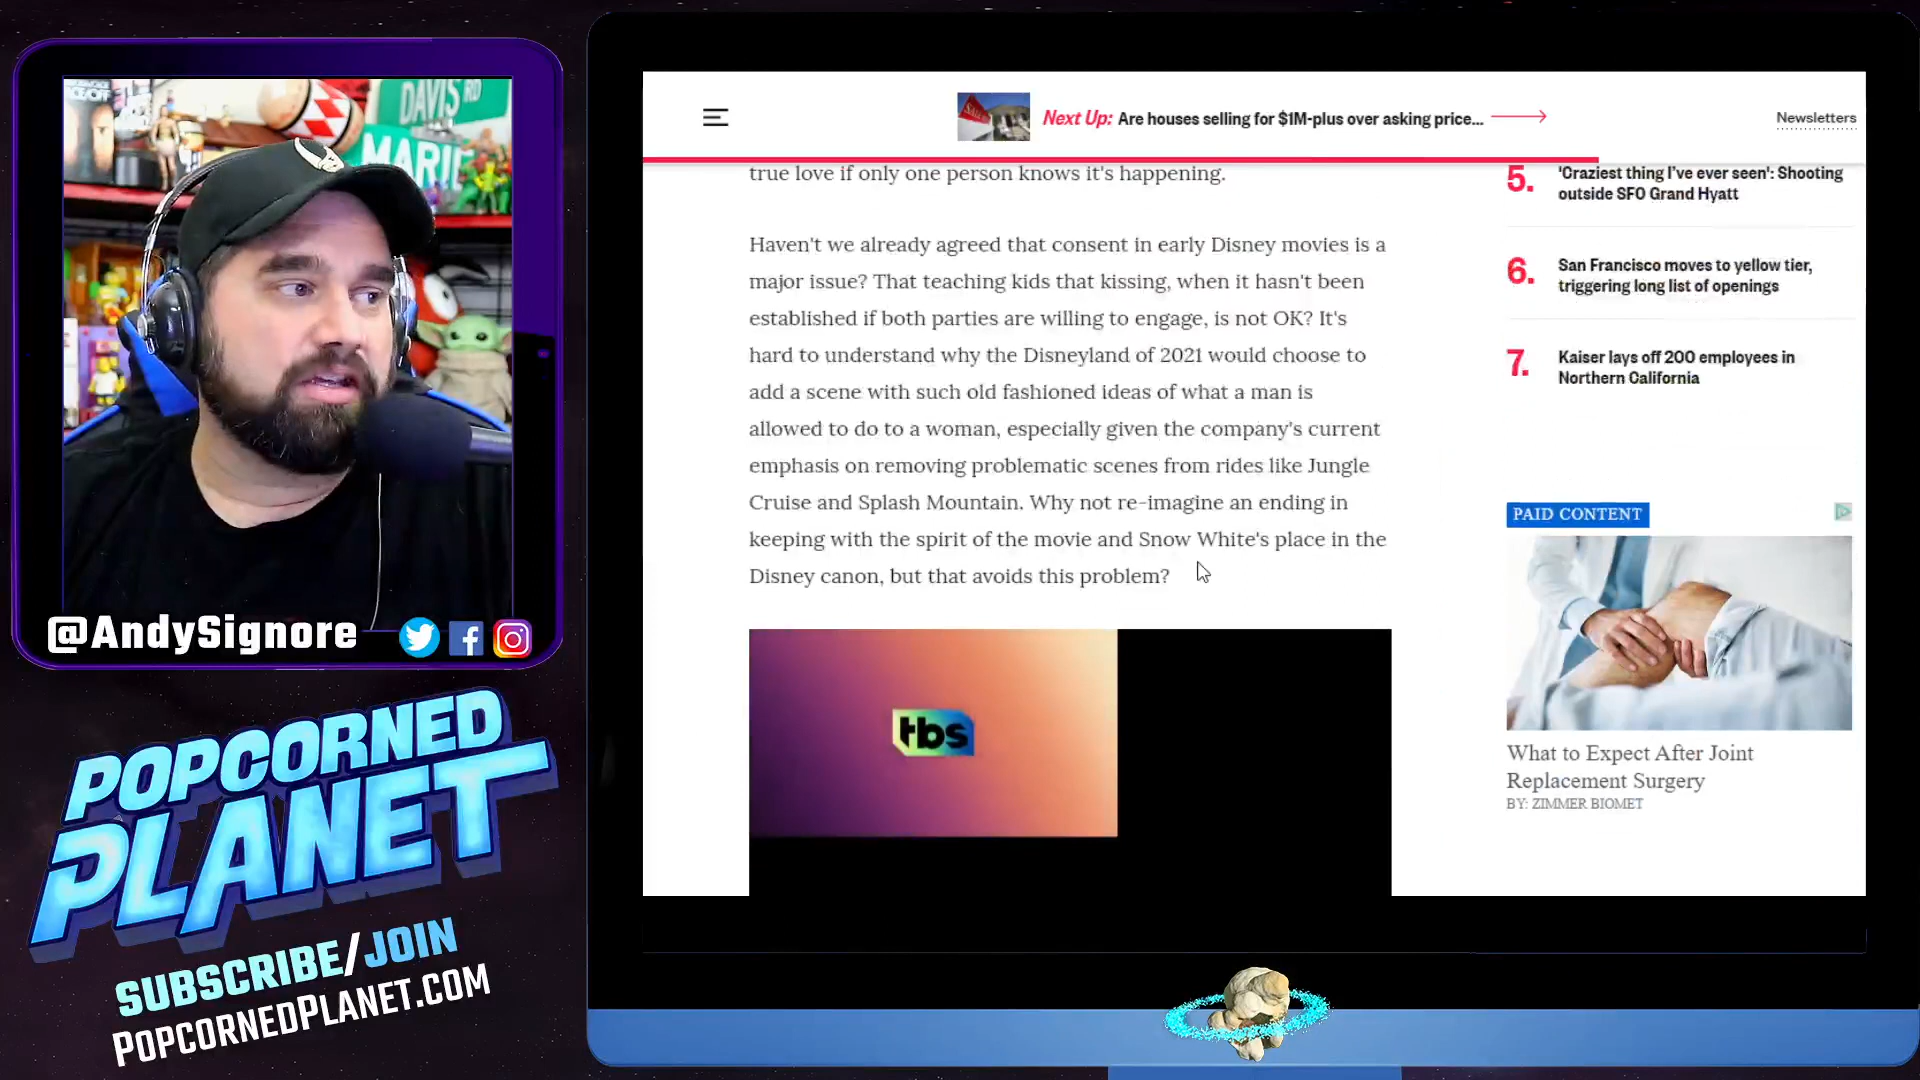 DAVIS RD
MARIE
@AndySignore
POPCORNED
PLANET
SUBSCRIBE/JOIN
POPCORNEDPLANET.COM
Next Up: Are houses selling for $1M-plus over asking price...
Newsletters
true love if only one person knows it's happening.
Haven't we already agreed that consent in early Disney movies is a
major issue? That teaching kids that kissing, when it hasn't been
established if both parties are willing to engage, is not OK? It's
hard to understand why the Disneyland of 2021 would choose to
add a scene with such old fashioned ideas of what a man is
allowed to do to a woman, especially given the company's current
emphasis on removing problematic scenes from rides like Jungle
Cruise and Splash Mountain. Why not re-imagine an ending in
keeping with the spirit of the movie and Snow White's place in the
Disney canon, but that avoids this problem?
tbs
5. 'Craziest thing I've ever seen': Shooting
outside SFO Grand Hyatt
6. San Francisco moves to yellow tier,
triggering long list of openings
7. Kaiser lays off 200 employees in
Northern California
PAID CONTENT
What to Expect After Joint
Replacement Surgery
BY: ZIMMER BIOMET